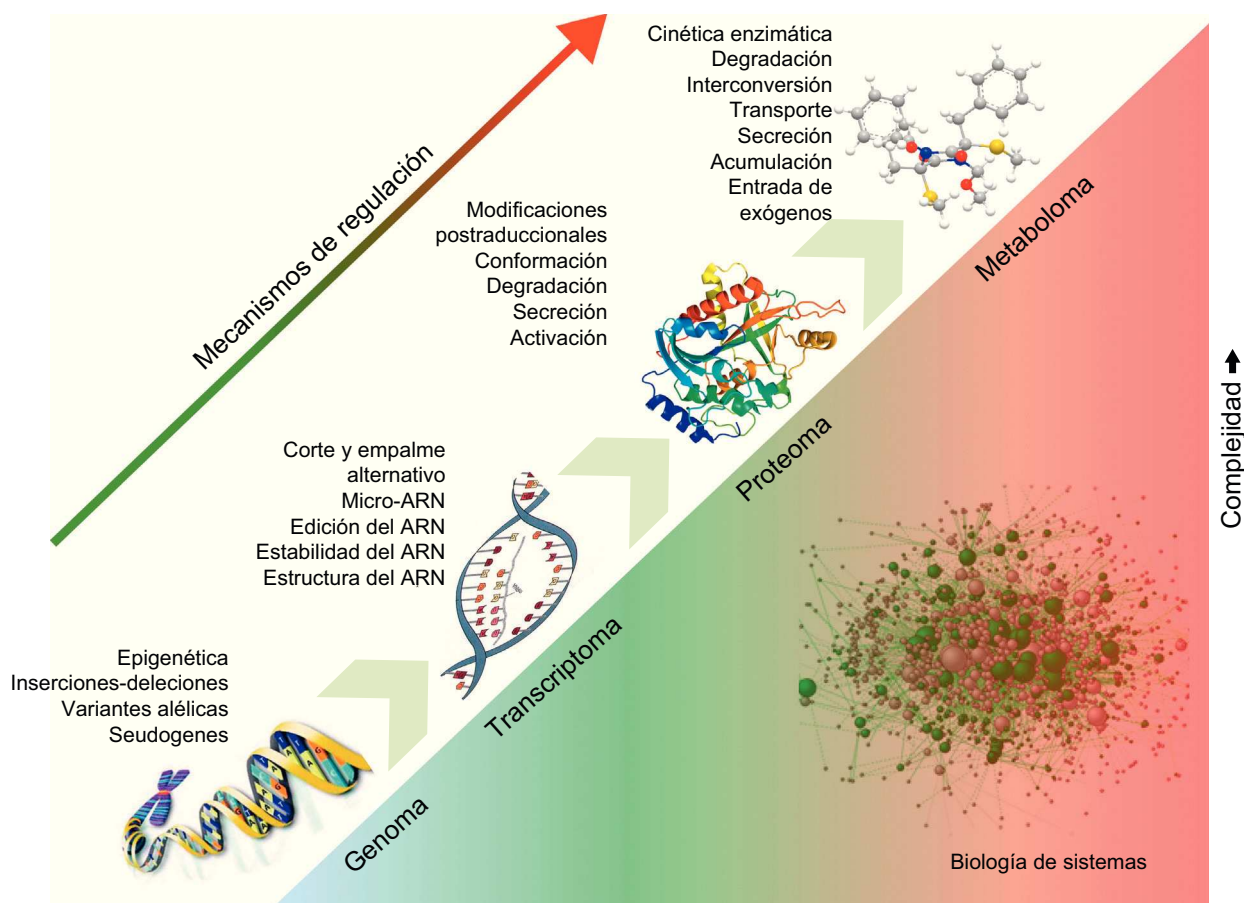 Cinética enzimática
Degradación
Interconversión
Transporte
Secreción
Acumulación
Entrada de
exógenos
Mecanismos de regulación
Modificaciones
postraduccionales
Conformación
Degradación
Secreción
Activación
Metaboloma
Complejidad →
Corte y empalme
alternativo
Micro-ARN
Edición del ARN
Estabilidad del ARN
Estructura del ARN
Proteoma
Epigenética
Inserciones-deleciones
Variantes alélicas
Seudogenes
Transcriptoma
Genoma
Biología de sistemas